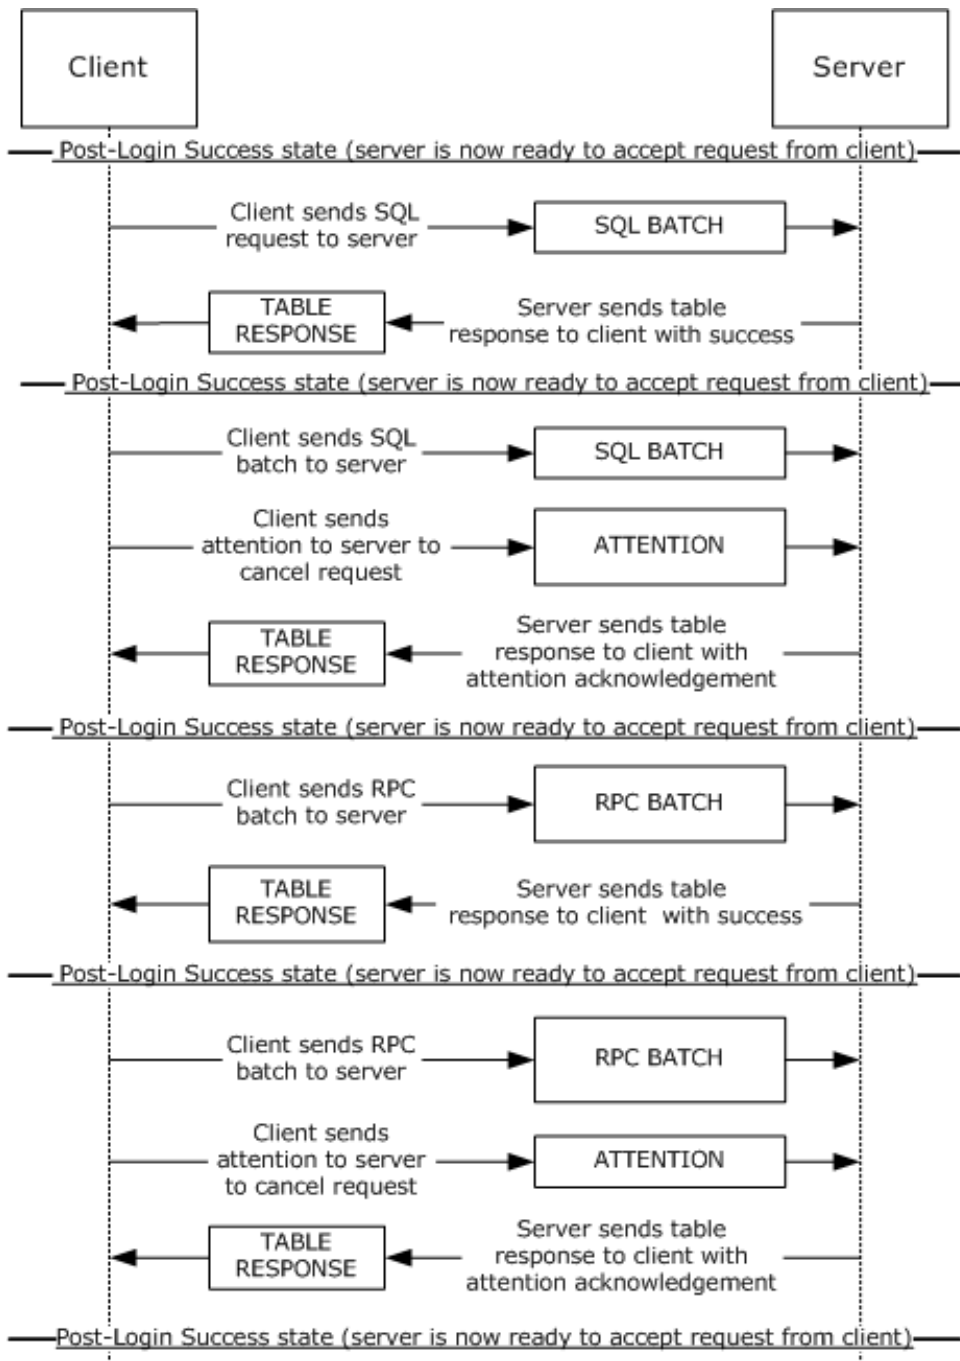 Client
Server
Post-Login Success state (server is now ready to accept request from client)
Client sends SQL
request to server
SQL BATCH
TABLE
RESPONSE
Server sends table
response to client with success
Post-Login Success state (server is now ready to accept request from client)
Client sends SQL
batch to server
SQL BATCH
Client sends
attention to server to
cancel request
ATTENTION
TABLE
RESPONSE
Server sends table
response to client with
attention acknowledgement
Post-Login Success state (server is now ready to accept request from client)
Client sends RPC
batch to server
RPC BATCH
TABLE
RESPONSE
Server sends table
response to client with success
Post-Login Success state (server is now ready to accept request from client)
Client sends RPC
batch to server
RPC BATCH
Client sends
attention to server
to cancel request
ATTENTION
TABLE
RESPONSE
Server sends table
response to client with
attention acknowledgement
Post-Login Success state (server is now ready to accept request from client)